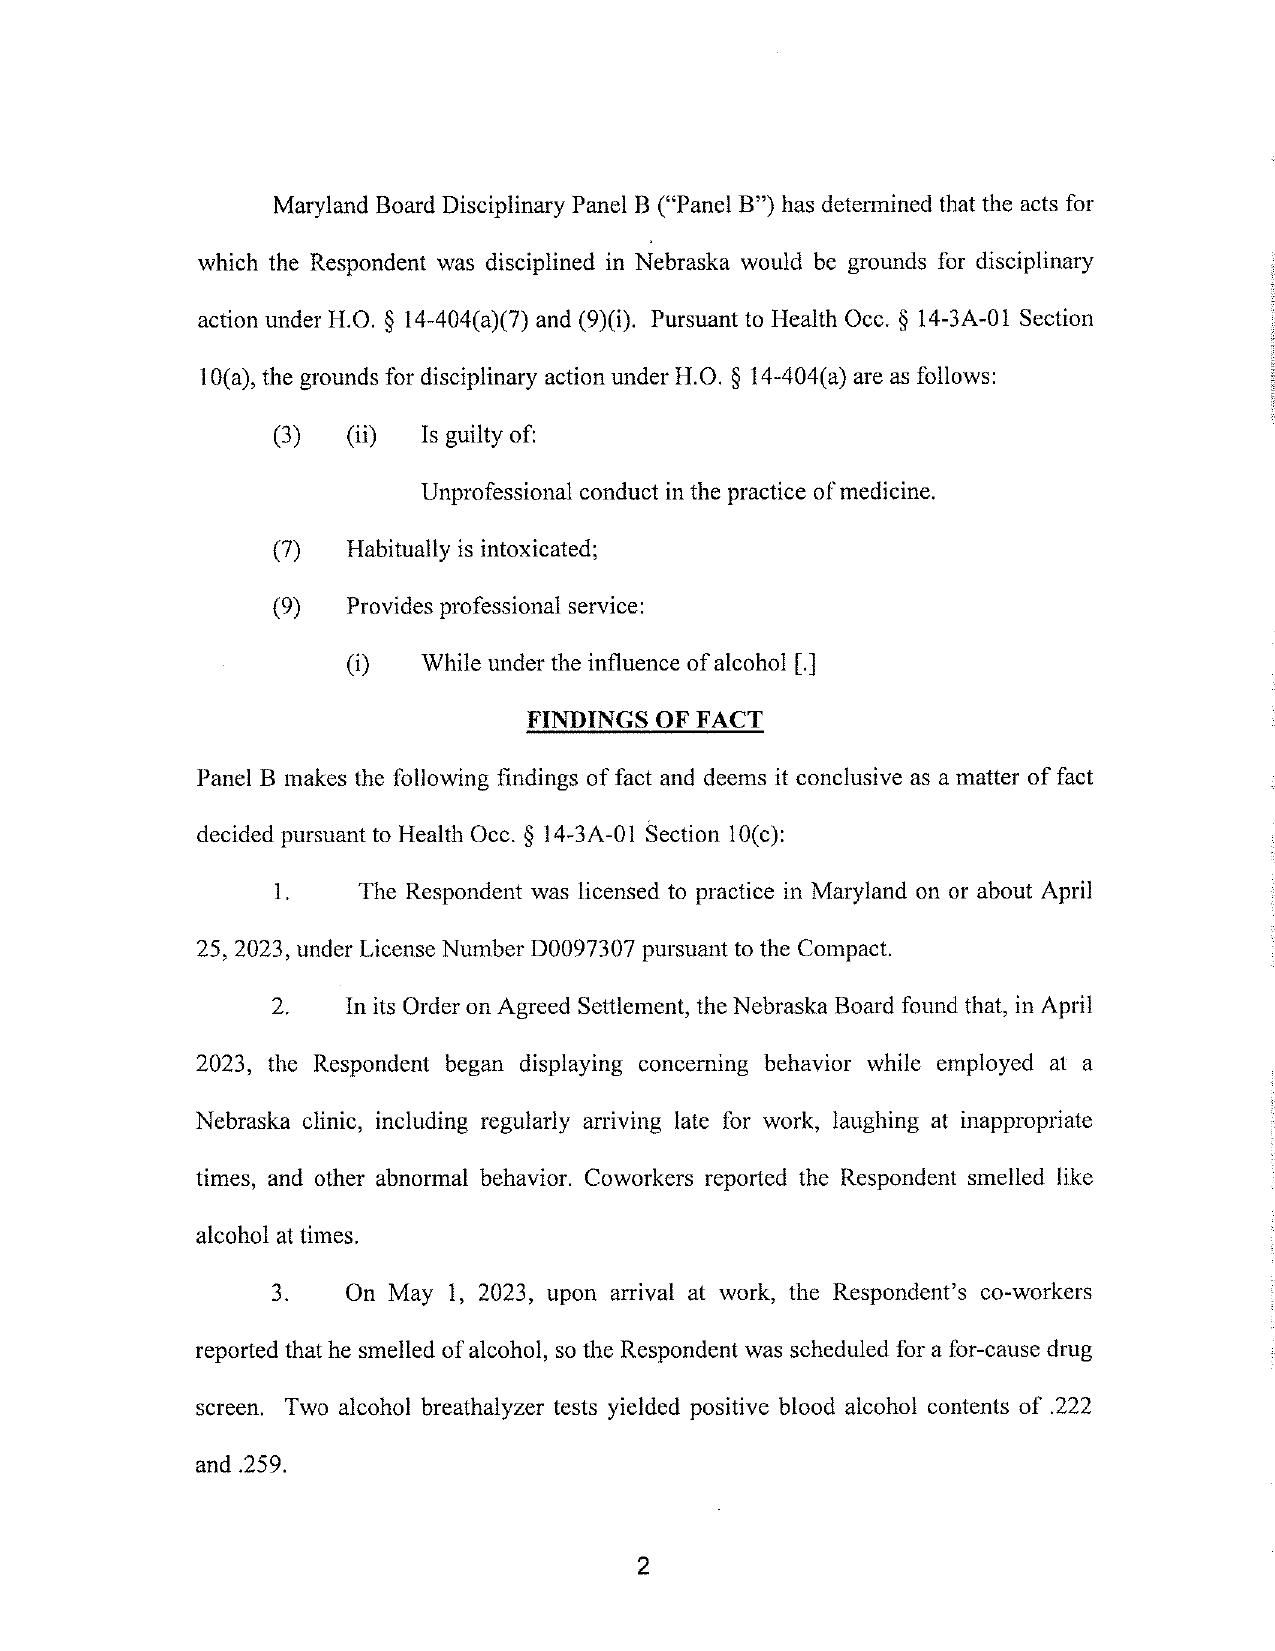 Maryland Board Disciplinary Panel B (“Panel B”) has determined that the acts for
which the Respondent was disciplined in Nebraska would be grounds for disciplinary
action under H.O. § 14-404(a)(7) and (9)(i). Pursuant to Health Occ. § 14-3A-01 Section
10(a), the grounds for disciplinary action under H.O. § 14-404(a) are as follows:
(3) (ii) Is guilty of:
Unprofessional conduct in the practice of medicine.
(7) Habitually is intoxicated;
(9) Provides professional service:
(i) While under the influence of alcohol [.]
FINDINGS OF FACT
Panel B makes the following findings of fact and deems it conclusive as a matter of fact
decided pursuant to Health Occ. § 14-3A-01 Section 10(c):
1. The Respondent was licensed to practice in Maryland on or about April
25, 2023, under License Number D0097307 pursuant to the Compact.
2. In its Order on Agreed Settlement, the Nebraska Board found that, in April
2023, the Respondent began displaying concerning behavior while employed at a
Nebraska clinic, including regularly arriving late for work, laughing at inappropriate
times, and other abnormal behavior. Coworkers reported the Respondent smelled like
alcohol at times.
3. On May 1, 2023, upon arrival at work, the Respondent’s co-workers
reported that he smelled of alcohol, so the Respondent was scheduled for a for-cause drug
screen. Two alcohol breathalyzer tests yielded positive blood alcohol contents of .222
and .259.
2